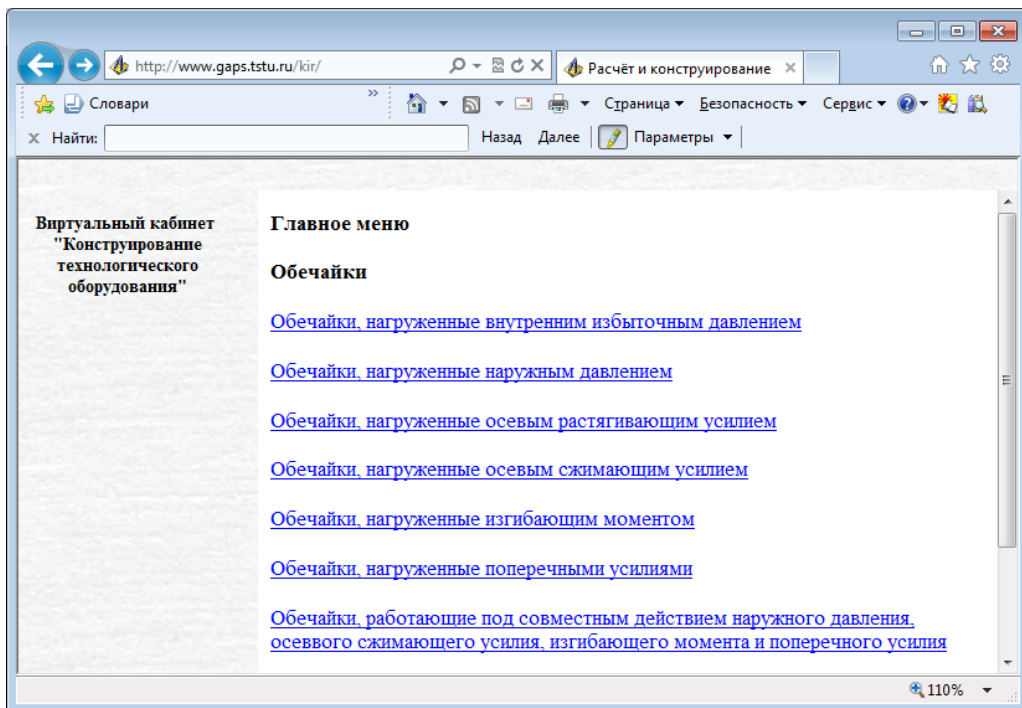 http://www.gaps.tstu.ru/kir/
Расчёт и конструирование
Словари
Страница
Безопасность
Сервис
Найти:
Назад Далее
Параметры
Виртуальный кабинет
"Конструирование
технологического
оборудования"
Главное меню
Обечайки
Обечайки, нагруженные внутренним избыточным давлением
Обечайки, нагруженные наружным давлением
Обечайки, нагруженные осевым растягивающим усилием
Обечайки, нагруженные осевым сжимающим усилием
Обечайки, нагруженные изгибающим моментом
Обечайки, нагруженные поперечными усилиями
Обечайки, работающие под совместным действием наружного давления,
осеввого сжимающего усилия, изгибающего момента и поперечного усилия
110%